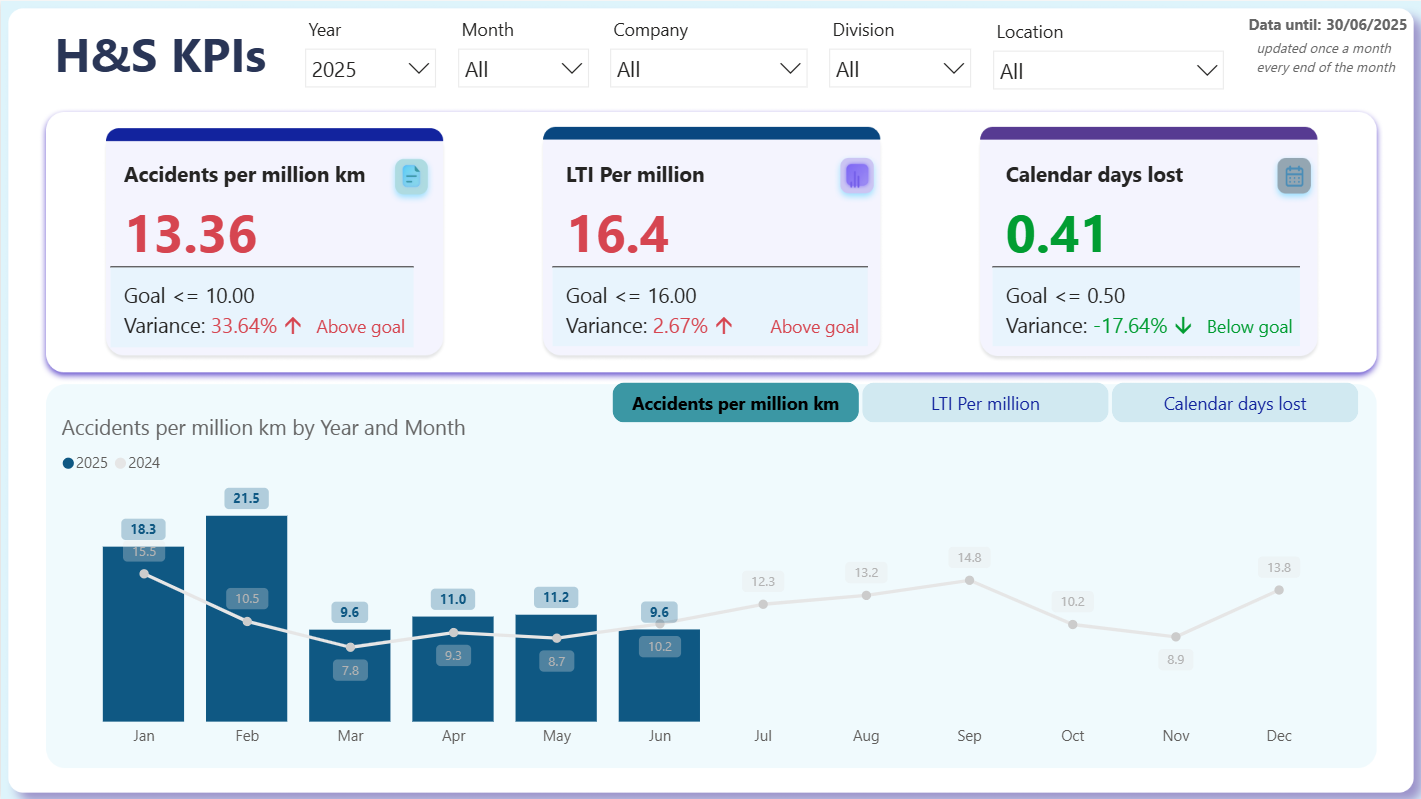 H&S KPIs
Year
2025
Month
All
Company
All
Division
All
Location
All
Data until: 30/06/2025
updated once a month
every end of the month
Accidents per million km
13.36
Goal <= 10.00
Variance: 33.64% ↑ Above goal
LTI Per million
16.4
Goal <= 16.00
Variance: 2.67% ↑ Above goal
Calendar days lost
0.41
Goal <= 0.50
Variance: -17.64% ↓ Below goal
Accidents per million km
LTI Per million
Calendar days lost
Accidents per million km by Year and Month
2025 2024
18.3 21.5 9.6 11.0 11.2 9.6
15.5 10.5 7.8 9.3 8.7 10.2 12.3 13.2 14.8 10.2 8.9 13.8
Jan Feb Mar Apr May Jun Jul Aug Sep Oct Nov Dec